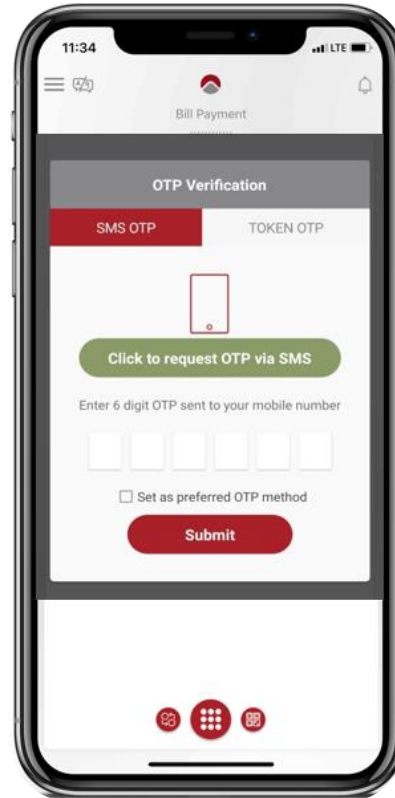 11:34
LTE
Bill Payment
OTP Verification
SMS OTP TOKEN OTP
Click to request OTP via SMS
Enter 6 digit OTP sent to your mobile number
Set as preferred OTP method
Submit